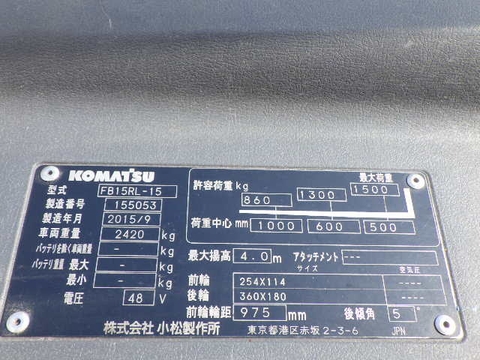 KOMATSU
型式 FB15RL-15
製造番号 155053
製造年月 2015/9
車両重量 2420 kg
バッテリを除く車両重量 - kg
バッテリ重量 最大 - kg
最小 - kg
電圧 48 V
株式会社 小松製作所
最大荷重
許容荷重 kg 860 1300 1500
荷重中心 mm 1000 600 500
最大揚高 4.0 m アタッチメント ---
サイズ 空気圧
前輪 254X114 ---
後輪 360X180 ---
前輪輪距 975 mm 後傾角 5°
東京都港区赤坂2-3-6 JPN